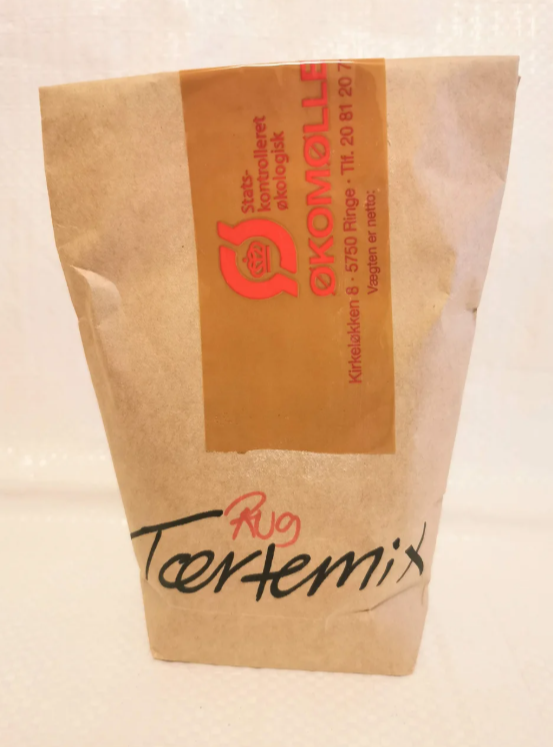 Stats-
kontrolleret
økologisk
ØKOMØLLE
Kirkeløkken 8 · 5750 Ringe · Tlf. 20 81 20 7
Vægten er netto:
Rug
Tærtemix